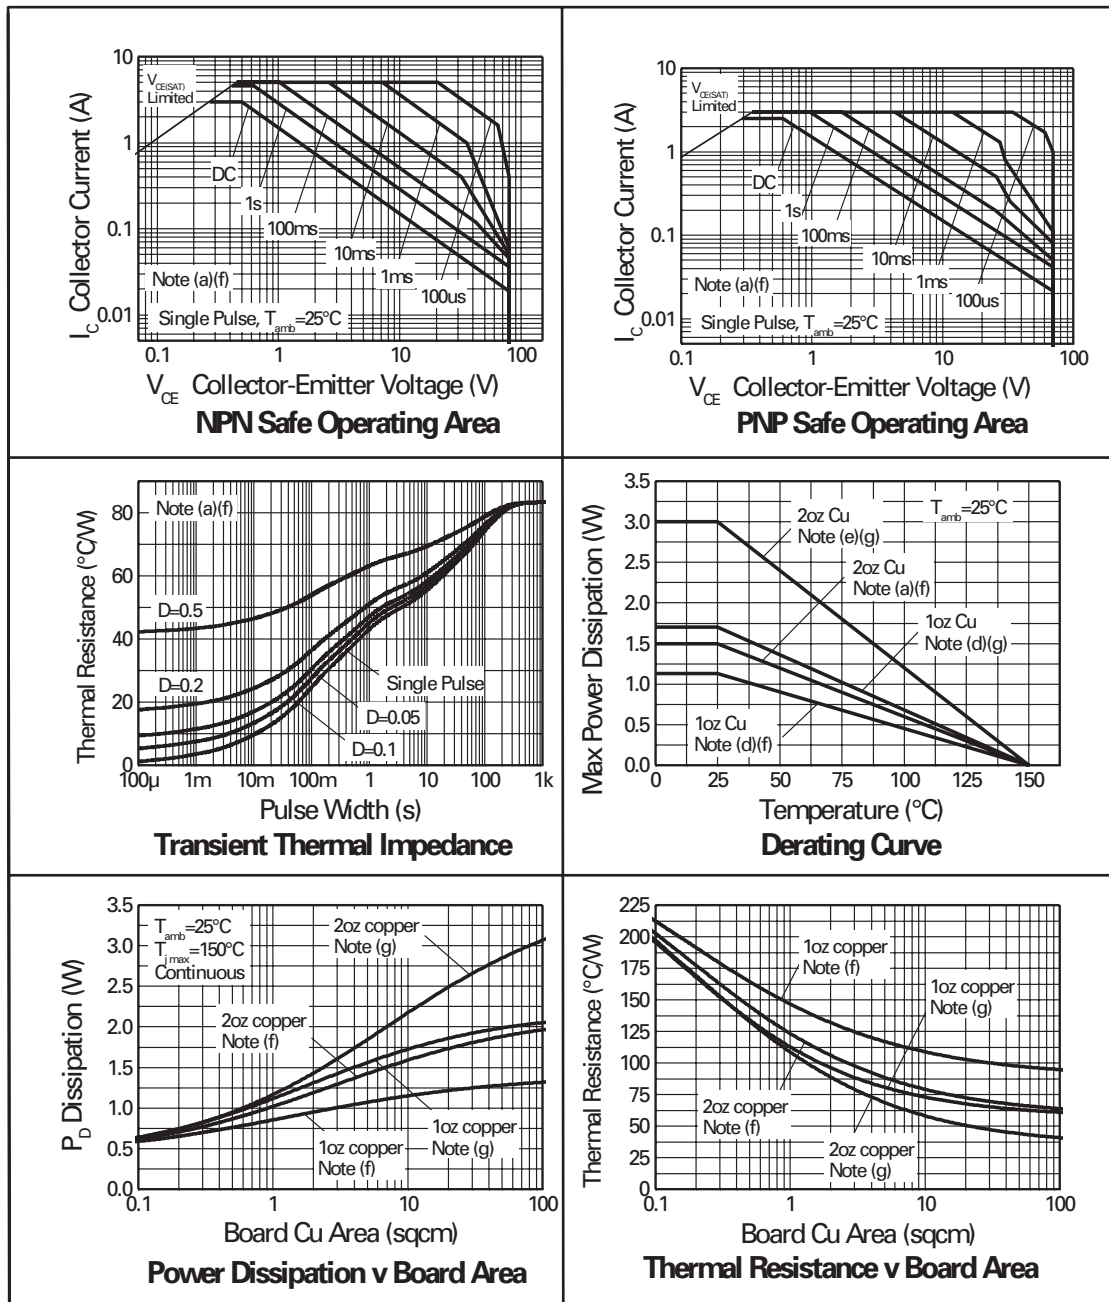 10
1
0.1
0.01
I_C Collector Current (A)
V_CE(SAT)
Limited
DC
1s
100ms
10ms
1ms
100us
Note (a)(f)
Single Pulse, T_amb=25°C
0.1 1 10 100
V_CE Collector-Emitter Voltage (V)
NPN Safe Operating Area
10
1
0.1
0.01
I_C Collector Current (A)
V_CE(SAT)
Limited
DC
1s
100ms
10ms
1ms
100us
Note (a)(f)
Single Pulse, T_amb=25°C
0.1 1 10 100
V_CE Collector-Emitter Voltage (V)
PNP Safe Operating Area
80
60
40
20
0
Thermal Resistance (°C/W)
Note (a)(f)
D=0.5
D=0.2
Single Pulse
D=0.05
D=0.1
100µ 1m 10m 100m 1 10 100 1k
Pulse Width (s)
Transient Thermal Impedance
3.5
3.0
2.5
2.0
1.5
1.0
0.5
0.0
Max Power Dissipation (W)
T_amb=25°C
2oz Cu
Note (e)(g)
2oz Cu
Note (a)(f)
1oz Cu
Note (d)(g)
1oz Cu
Note (d)(f)
0 25 50 75 100 125 150
Temperature (°C)
Derating Curve
3.5
3.0
2.5
2.0
1.5
1.0
0.5
0.0
P_D Dissipation (W)
T_amb=25°C
T_jmax=150°C
Continuous
2oz copper
Note (g)
2oz copper
Note (f)
1oz copper
Note (f)
1oz copper
Note (g)
0.1 1 10 100
Board Cu Area (sqcm)
Power Dissipation v Board Area
225
200
175
150
125
100
75
50
25
0
Thermal Resistance (°C/W)
1oz copper
Note (f)
1oz copper
Note (g)
2oz copper
Note (f)
2oz copper
Note (g)
0.1 1 10 100
Board Cu Area (sqcm)
Thermal Resistance v Board Area